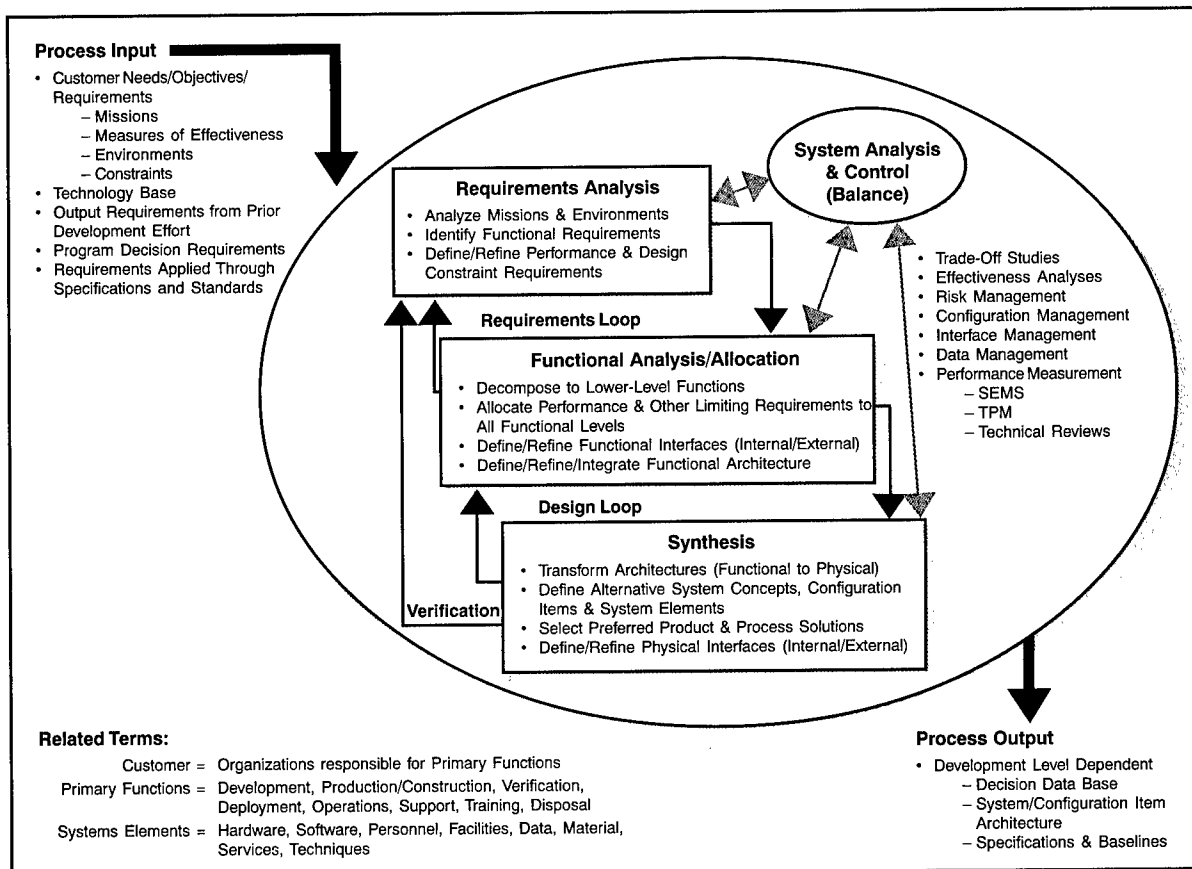 Process Input
• Customer Needs/Objectives/
Requirements
– Missions
– Measures of Effectiveness
– Environments
– Constraints
• Technology Base
• Output Requirements from Prior
Development Effort
• Program Decision Requirements
• Requirements Applied Through
Specifications and Standards
System Analysis
& Control
(Balance)
Requirements Analysis
• Analyze Missions & Environments
• Identify Functional Requirements
• Define/Refine Performance & Design
Constraint Requirements
• Trade-Off Studies
• Effectiveness Analyses
• Risk Management
• Configuration Management
• Interface Management
• Data Management
• Performance Measurement
– SEMS
– TPM
– Technical Reviews
Requirements Loop
Functional Analysis/Allocation
• Decompose to Lower-Level Functions
• Allocate Performance & Other Limiting Requirements to
All Functional Levels
• Define/Refine Functional Interfaces (Internal/External)
• Define/Refine/Integrate Functional Architecture
Design Loop
Synthesis
• Transform Architectures (Functional to Physical)
• Define Alternative System Concepts, Configuration
Items & System Elements
• Select Preferred Product & Process Solutions
• Define/Refine Physical Interfaces (Internal/External)
Verification
Related Terms:
Customer = Organizations responsible for Primary Functions
Primary Functions = Development, Production/Construction, Verification,
Deployment, Operations, Support, Training, Disposal
Systems Elements = Hardware, Software, Personnel, Facilities, Data, Material,
Services, Techniques
Process Output
• Development Level Dependent
– Decision Data Base
– System/Configuration Item
Architecture
– Specifications & Baselines